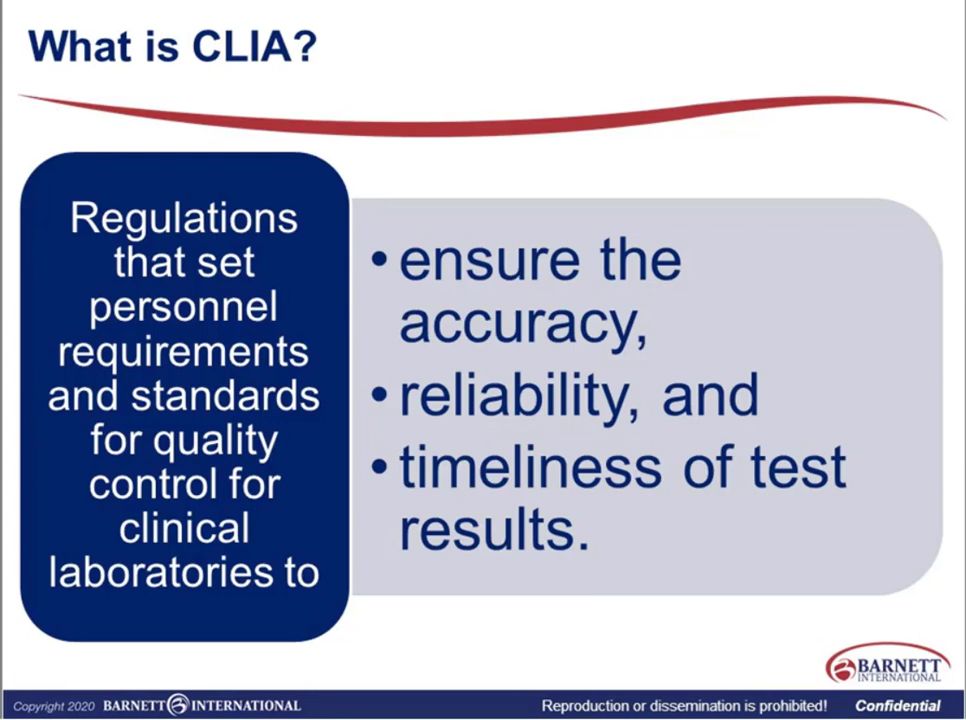 What is CLIA?
Regulations
that set
personnel
requirements
and standards
for quality
control for
clinical
laboratories to
• ensure the
accuracy,
• reliability, and
• timeliness of test
results.
BARNETT
INTERNATIONAL
Copyright 2020 BARNETT INTERNATIONAL
Reproduction or dissemination is prohibited! Confidential